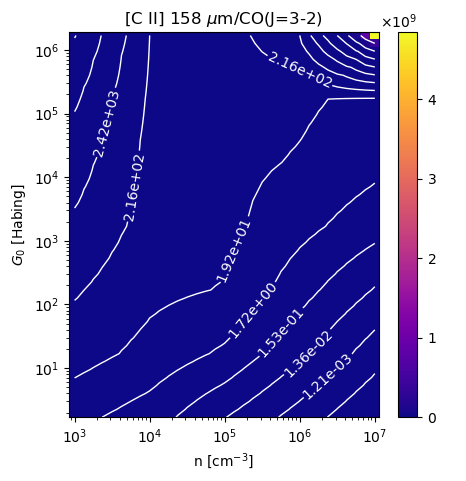 [C II] 158 μm/CO(J=3-2)
×10⁹
G₀ [Habing]
10⁶
10⁵
10⁴
10³
10²
10¹
2.42e+03
2.16e+02
2.16e+02
1.92e+01
1.72e+00
1.53e-01
1.36e-02
1.21e-03
10³
10⁴
10⁵
10⁶
10⁷
n [cm⁻³]
4
3
2
1
0